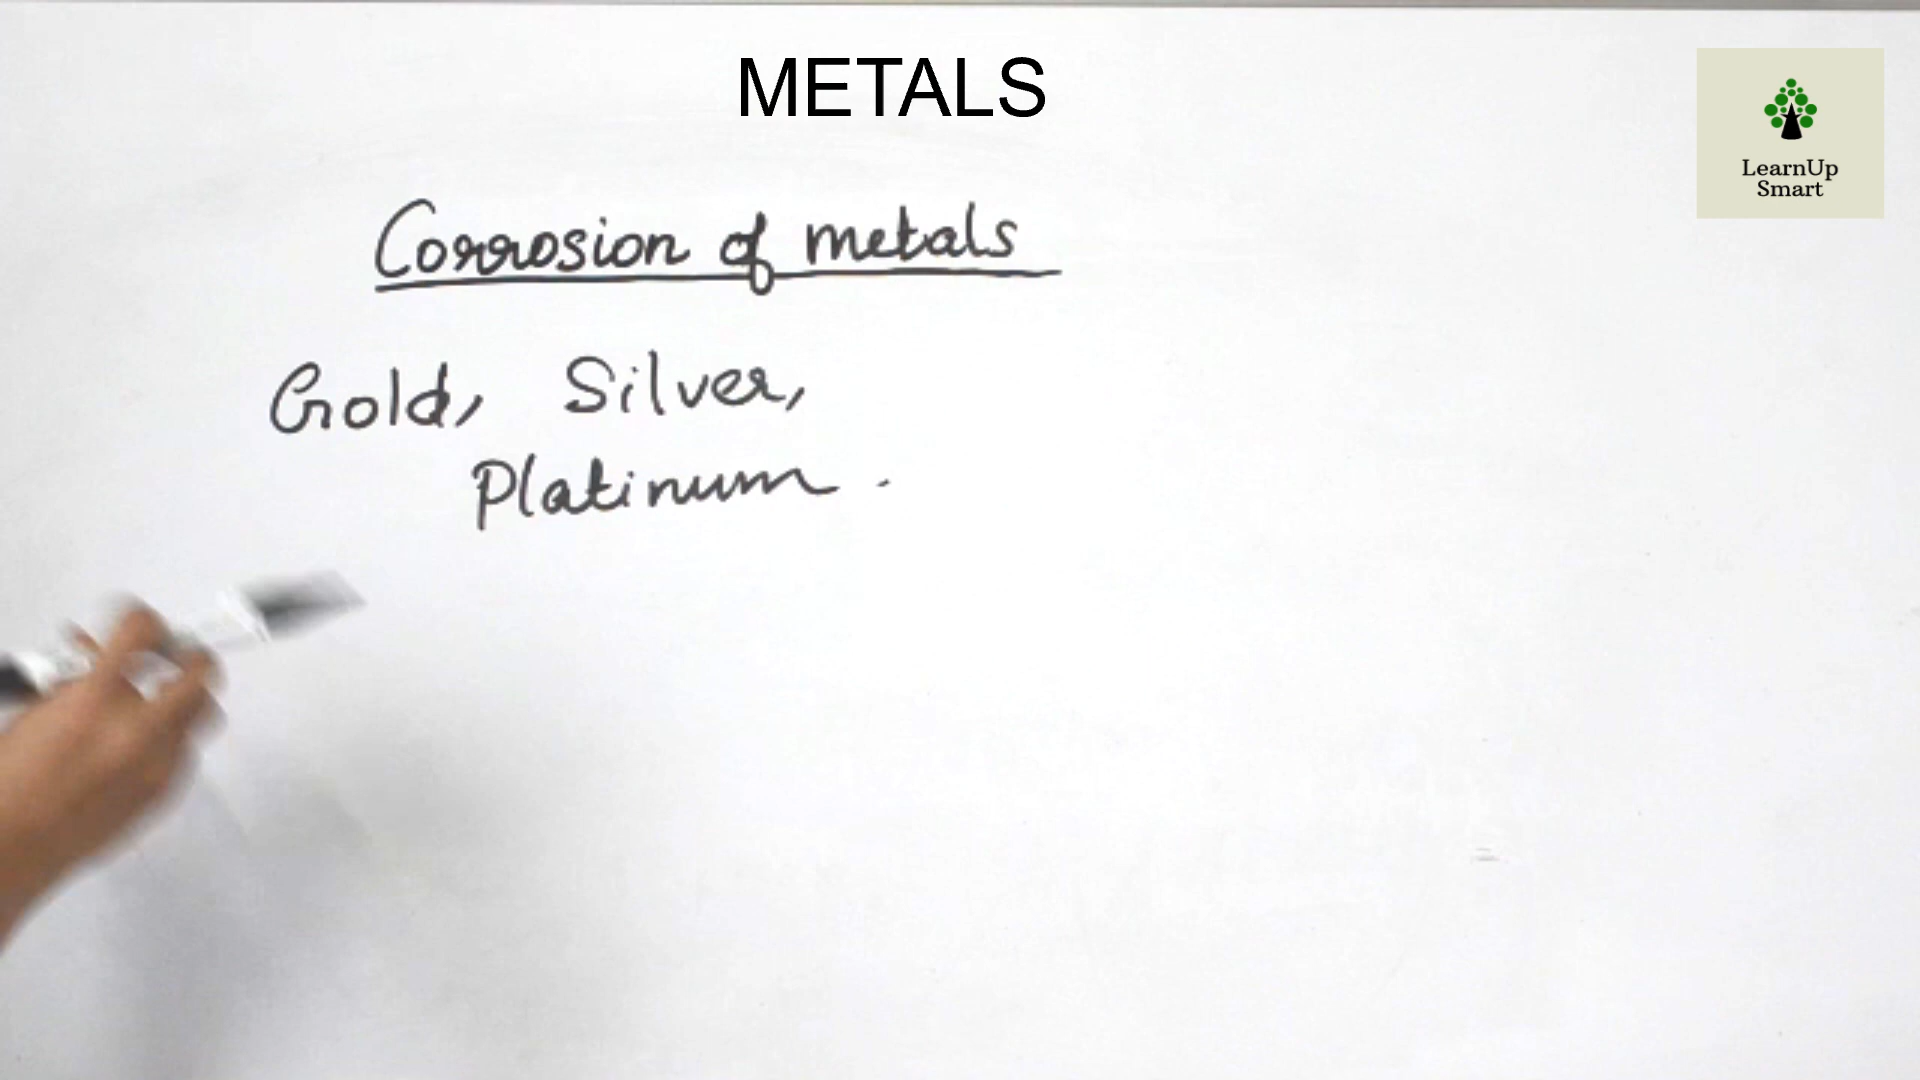 METALS
LearnUp
Smart
Corrosion of metals
Gold, Silver,
Platinum .